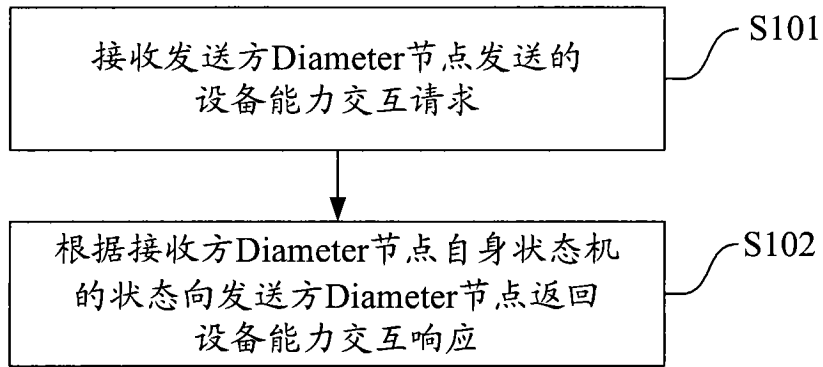 接收发送方Diameter节点发送的
设备能力交互请求
S101
根据接收方Diameter节点自身状态机
的状态向发送方Diameter节点返回
设备能力交互响应
S102